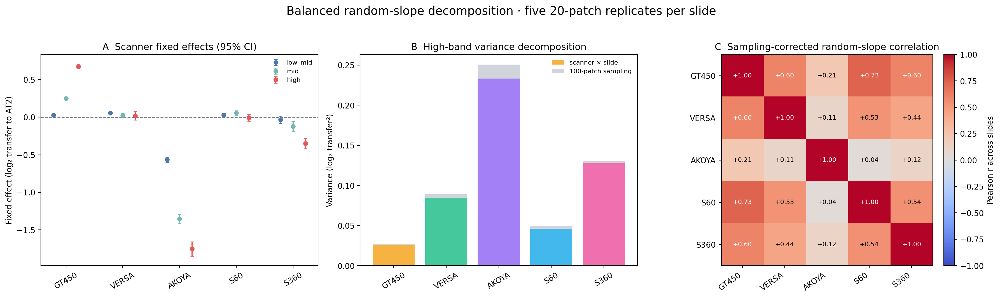 Balanced random-slope decomposition · five 20-patch replicates per slide
A  Scanner fixed effects (95% CI)
Fixed effect (log₂ transfer to AT2)
0.5
0.0
−0.5
−1.0
−1.5
low–mid
mid
high
GT450
VERSA
AKOYA
S60
S360
B  High-band variance decomposition
Variance (log₂ transfer²)
0.25
0.20
0.15
0.10
0.05
0.00
scanner × slide
100-patch sampling
GT450
VERSA
AKOYA
S60
S360
C  Sampling-corrected random-slope correlation
GT450 +1.00 +0.60 +0.21 +0.73 +0.60
VERSA +0.60 +1.00 +0.11 +0.53 +0.44
AKOYA +0.21 +0.11 +1.00 +0.04 +0.12
S60 +0.73 +0.53 +0.04 +1.00 +0.54
S360 +0.60 +0.44 +0.12 +0.54 +1.00
GT450
VERSA
AKOYA
S60
S360
1.00
0.75
0.50
0.25
0.00
−0.25
−0.50
−0.75
−1.00
Pearson r across slides